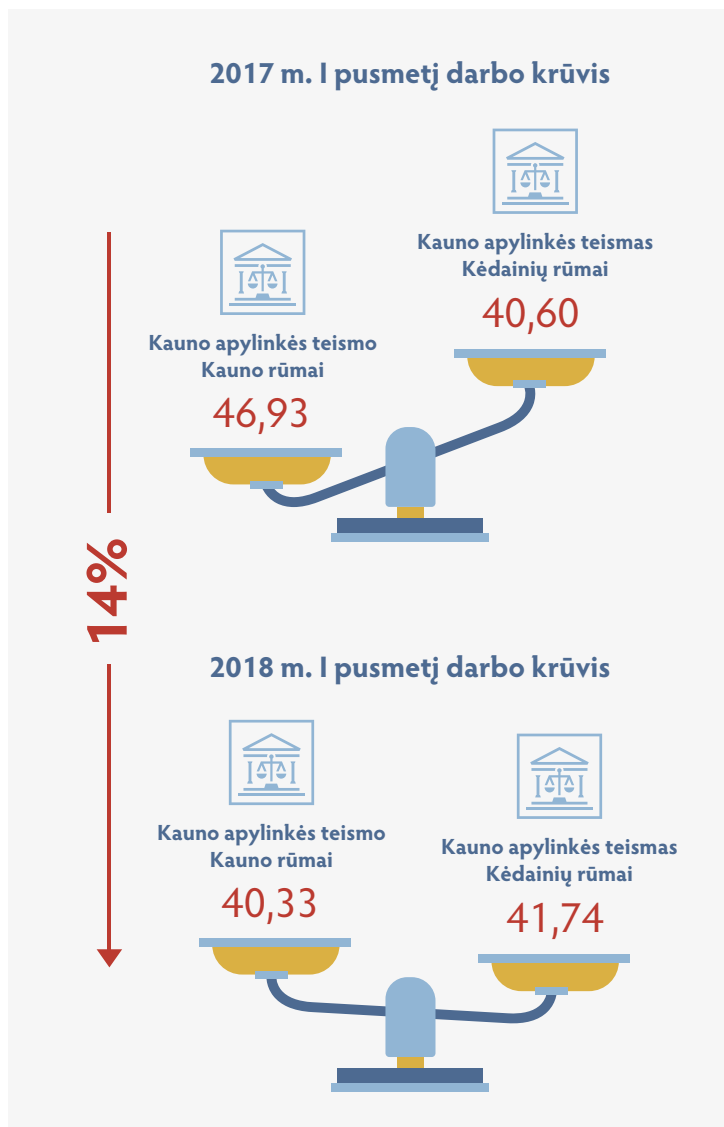 2017 m. I pusmetį darbo krūvis
Kauno apylinkės teismas
Kėdainių rūmai
40,60
Kauno apylinkės teismo
Kauno rūmai
46,93
14%
2018 m. I pusmetį darbo krūvis
Kauno apylinkės teismo
Kauno rūmai
40,33
Kauno apylinkės teismas
Kėdainių rūmai
41,74